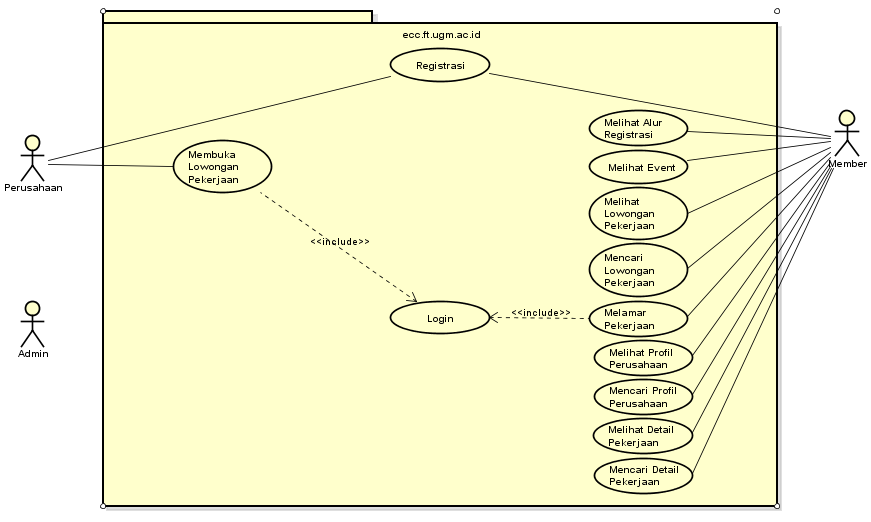 ecc.ft.ugm.ac.id
Registrasi
Melihat Alur
Registrasi
Membuka
Lowongan
Pekerjaan
Melihat Event
Member
Perusahaan
Melihat
Lowongan
Pekerjaan
<<include>>
Mencari
Lowongan
Pekerjaan
Login
<<include>>
Melamar
Pekerjaan
Admin
Melihat Profil
Perusahaan
Mencari Profil
Perusahaan
Melihat Detail
Pekerjaan
Mencari Detail
Pekerjaan